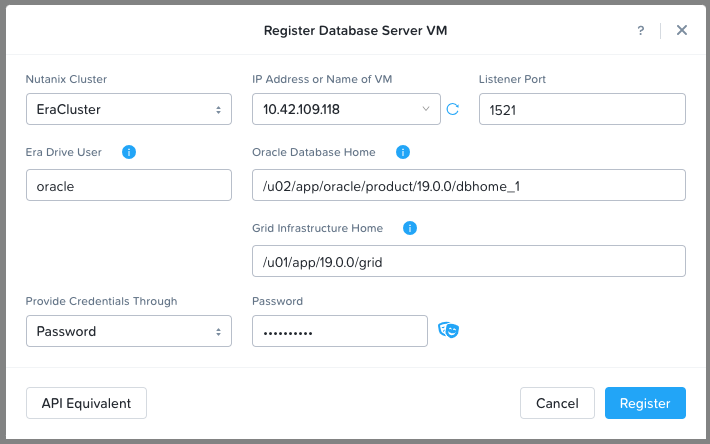 Register Database Server VM
?
Nutanix Cluster
IP Address or Name of VM
Listener Port
EraCluster
10.42.109.118
1521
Era Drive User
Oracle Database Home
oracle
/u02/app/oracle/product/19.0.0/dbhome_1
Grid Infrastructure Home
/u01/app/19.0.0/grid
Provide Credentials Through
Password
Password
••••••••••
API Equivalent
Cancel
Register